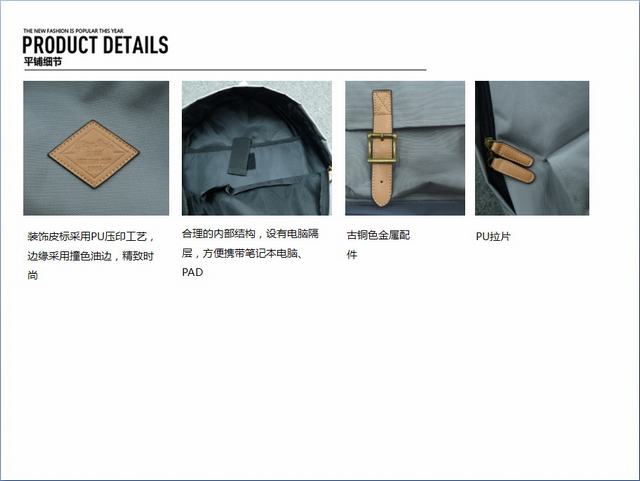 THE NEW FASHION IS POPULAR THIS YEAR
PRODUCT DETAILS
平铺细节
装饰皮标采用PU压印工艺，
边缘采用撞色油边，精致时
尚
合理的内部结构，设有电脑隔
层，方便携带笔记本电脑、
PAD
古铜色金属配
件
PU拉片